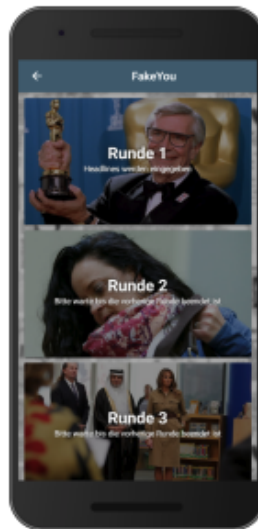 FakeYou
Runde 1
Headlines werden eingegeben
Runde 2
Bitte warte bis die vorherige Runde beendet ist
Runde 3
Bitte warte bis die vorherige Runde beendet ist